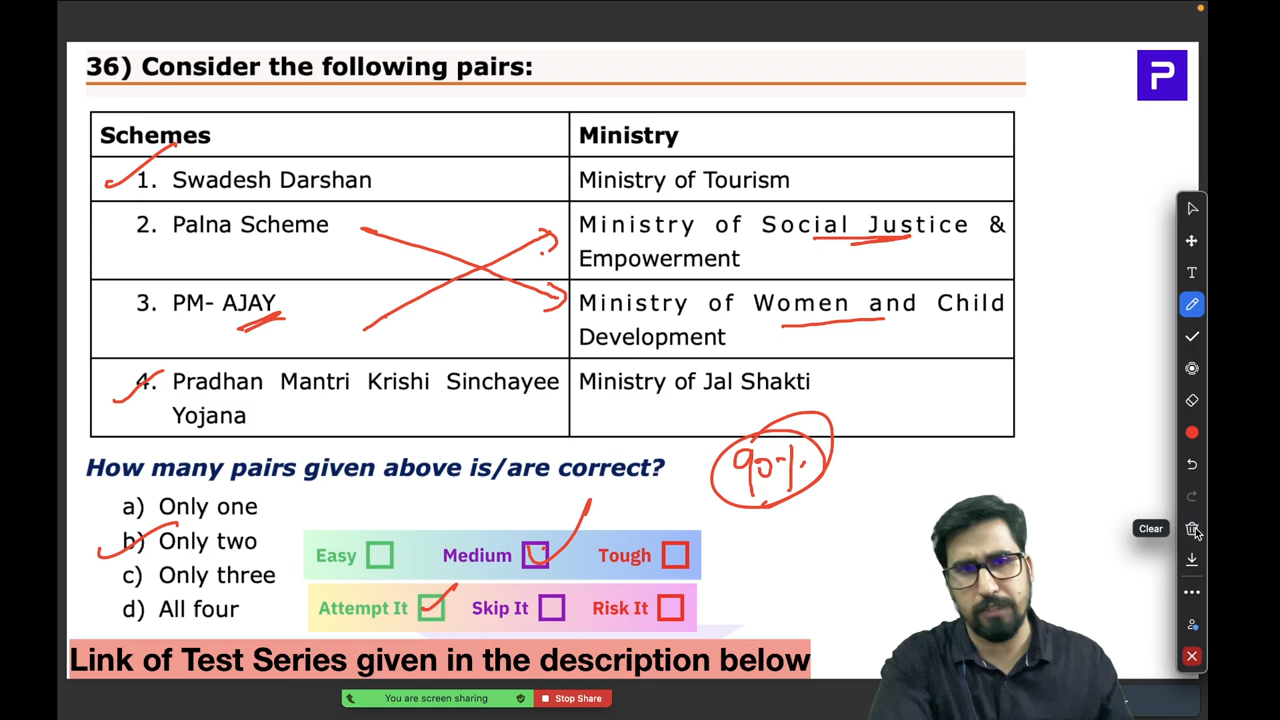 36) Consider the following pairs:
P
Schemes
Ministry
1. Swadesh Darshan
Ministry of Tourism
2. Palna Scheme
Ministry of Social Justice &
Empowerment
3. PM- AJAY
Ministry of Women and Child
Development
4. Pradhan Mantri Krishi Sinchayee
Yojana
Ministry of Jal Shakti
90%
How many pairs given above is/are correct?
a) Only one
b) Only two
c) Only three
d) All four
Easy
Medium
Tough
Attempt It
Skip It
Risk It
T
Clear
Link of Test Series given in the description below
You are screen sharing
Stop Share